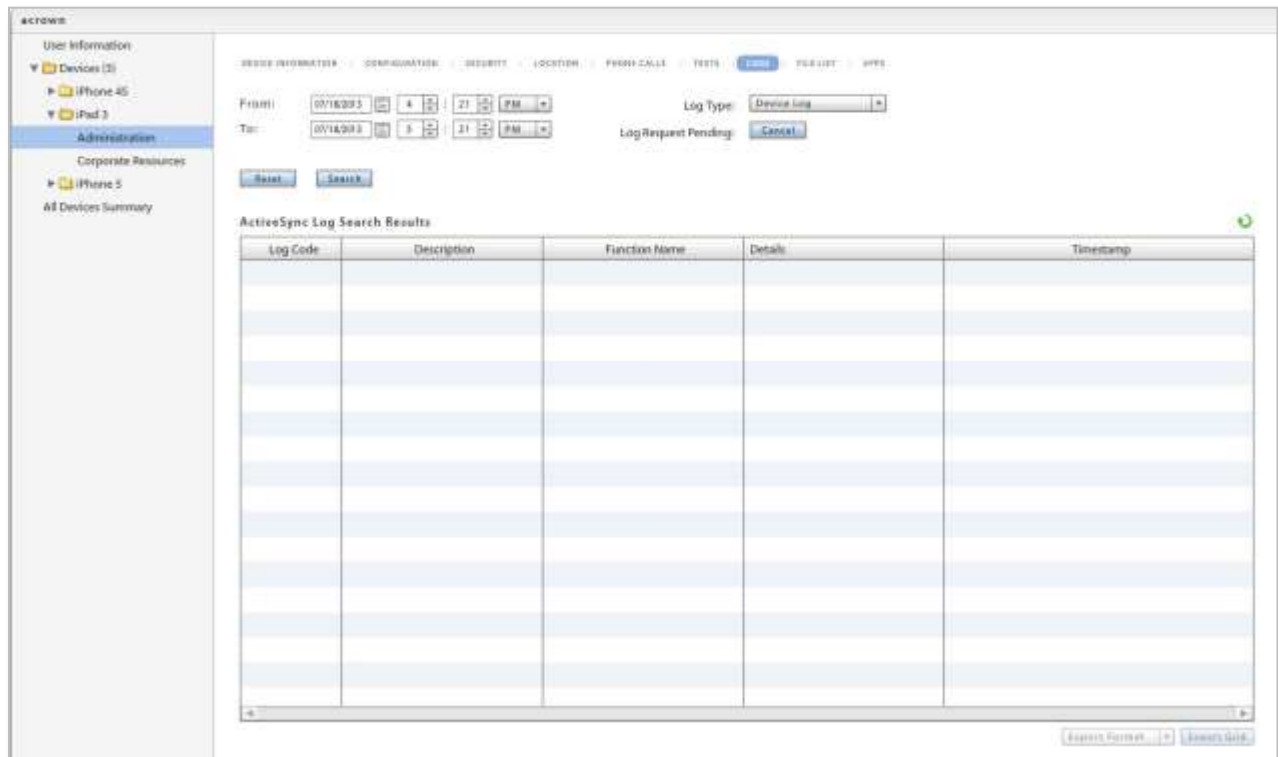 acrown
User Information
Devices (3)
iPhone 4S
iPad 3
Administration
Corporate Resources
iPhone 5
All Devices Summary
DEVICE INFORMATION CONFIGURATION SECURITY LOCATION PHONE CALLS TESTS LOGS FILE LIST APPS
From: 07/18/2013 4 : 21 PM Log Type: Device Log
To: 07/18/2013 5 : 21 PM Log Request Pending: Cancel
Reset Search
ActiveSync Log Search Results
Log Code Description Function Name Details Timestamp
Export Format Export Grid